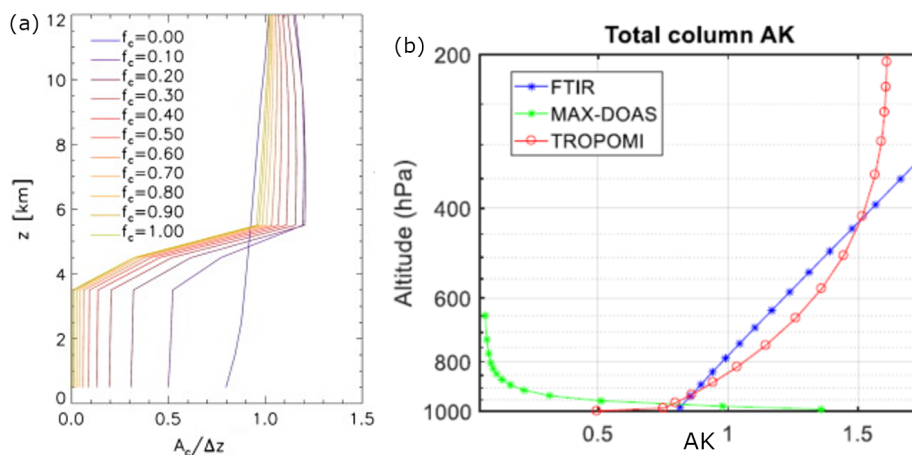 (a)
12
10
8
6
4
2
0
z [km]
f_c=0.00
f_c=0.10
f_c=0.20
f_c=0.30
f_c=0.40
f_c=0.50
f_c=0.60
f_c=0.70
f_c=0.80
f_c=0.90
f_c=1.00
0.0 0.5 1.0 1.5
A_c/Δz
(b)
Total column AK
200
400
600
800
1000
Altitude (hPa)
FTIR
MAX-DOAS
TROPOMI
0.5 1 1.5
AK